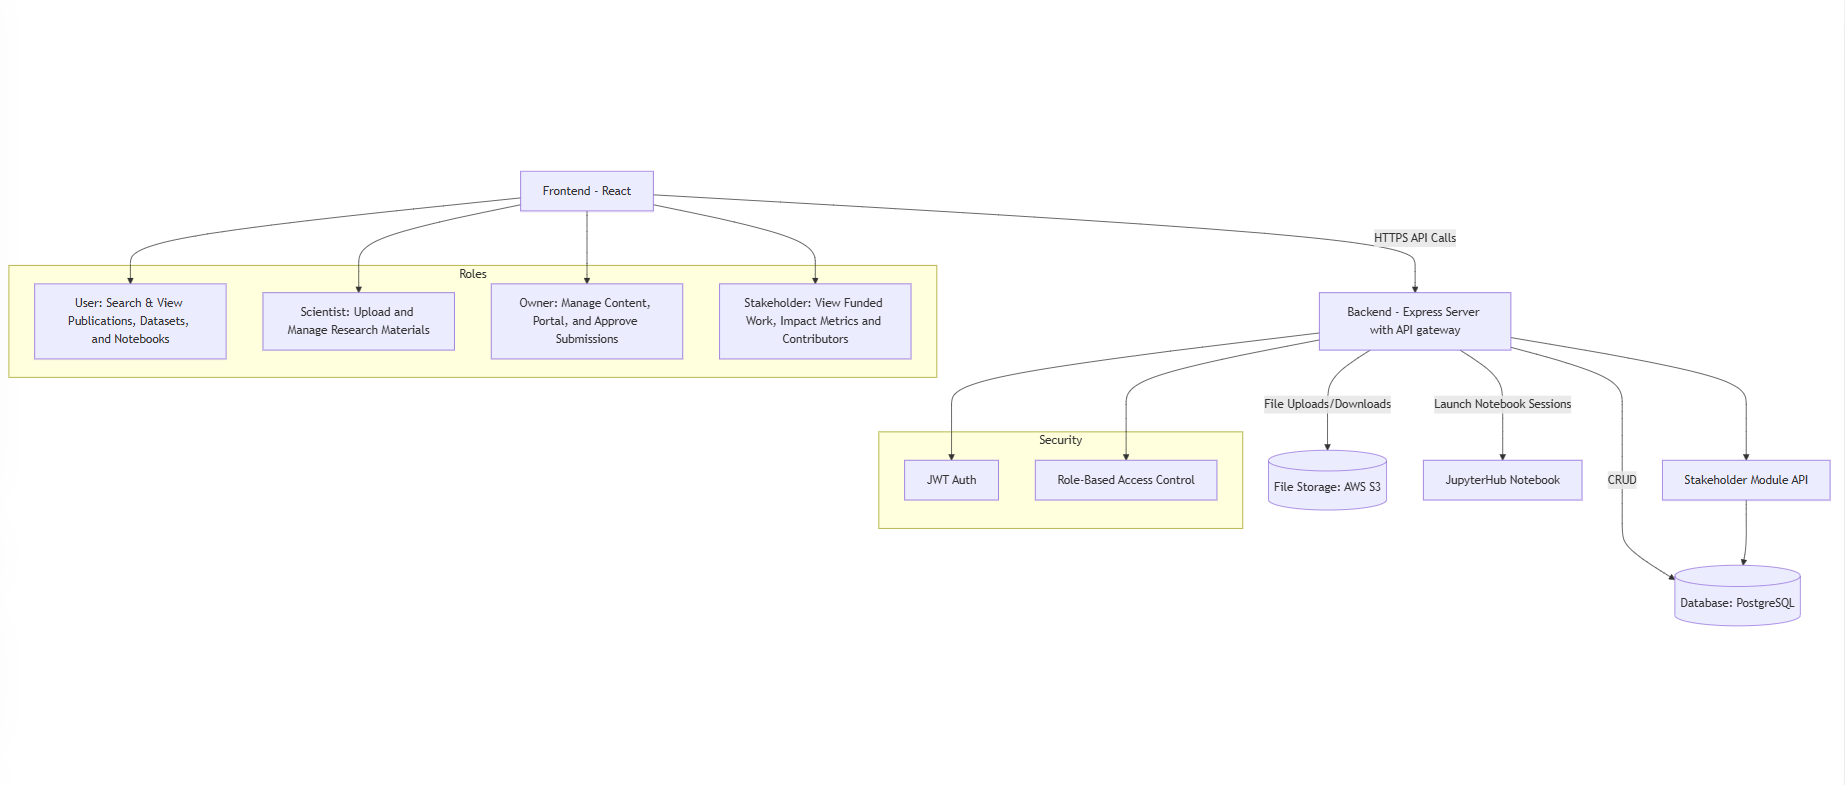 Frontend - React
HTTPS API Calls
Roles
User: Search & View
Publications, Datasets,
and Notebooks
Scientist: Upload and
Manage Research Materials
Owner: Manage Content,
Portal, and Approve
Submissions
Stakeholder: View Funded
Work, Impact Metrics and
Contributors
Backend - Express Server
with API gateway
File Uploads/Downloads
Launch Notebook Sessions
Security
JWT Auth
Role-Based Access Control
File Storage: AWS S3
JupyterHub Notebook
CRUD
Stakeholder Module API
Database: PostgreSQL